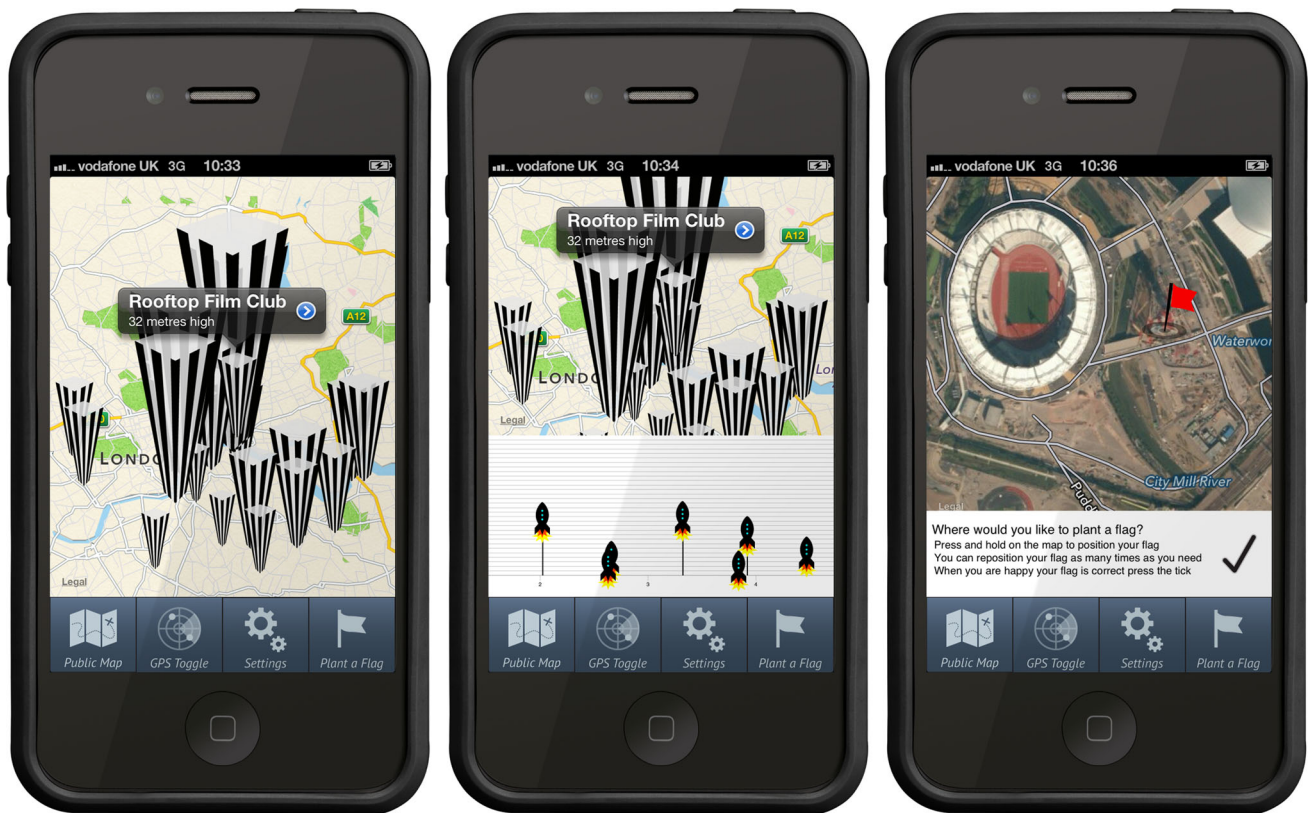 vodafone UK 3G 10:33
Rooftop Film Club
32 metres high
A12
LONDO
Legal
Public Map
GPS Toggle
Settings
Plant a Flag
vodafone UK 3G 10:34
Rooftop Film Club
32 metres high
A12
LONDO
Lon
Legal
2 3 4
Public Map
GPS Toggle
Settings
Plant a Flag
vodafone UK 3G 10:36
Waterwor
City Mill River
Pudd
Legal
Where would you like to plant a flag?
Press and hold on the map to position your flag
You can reposition your flag as many times as you need
When you are happy your flag is correct press the tick
Public Map
GPS Toggle
Settings
Plant a Flag